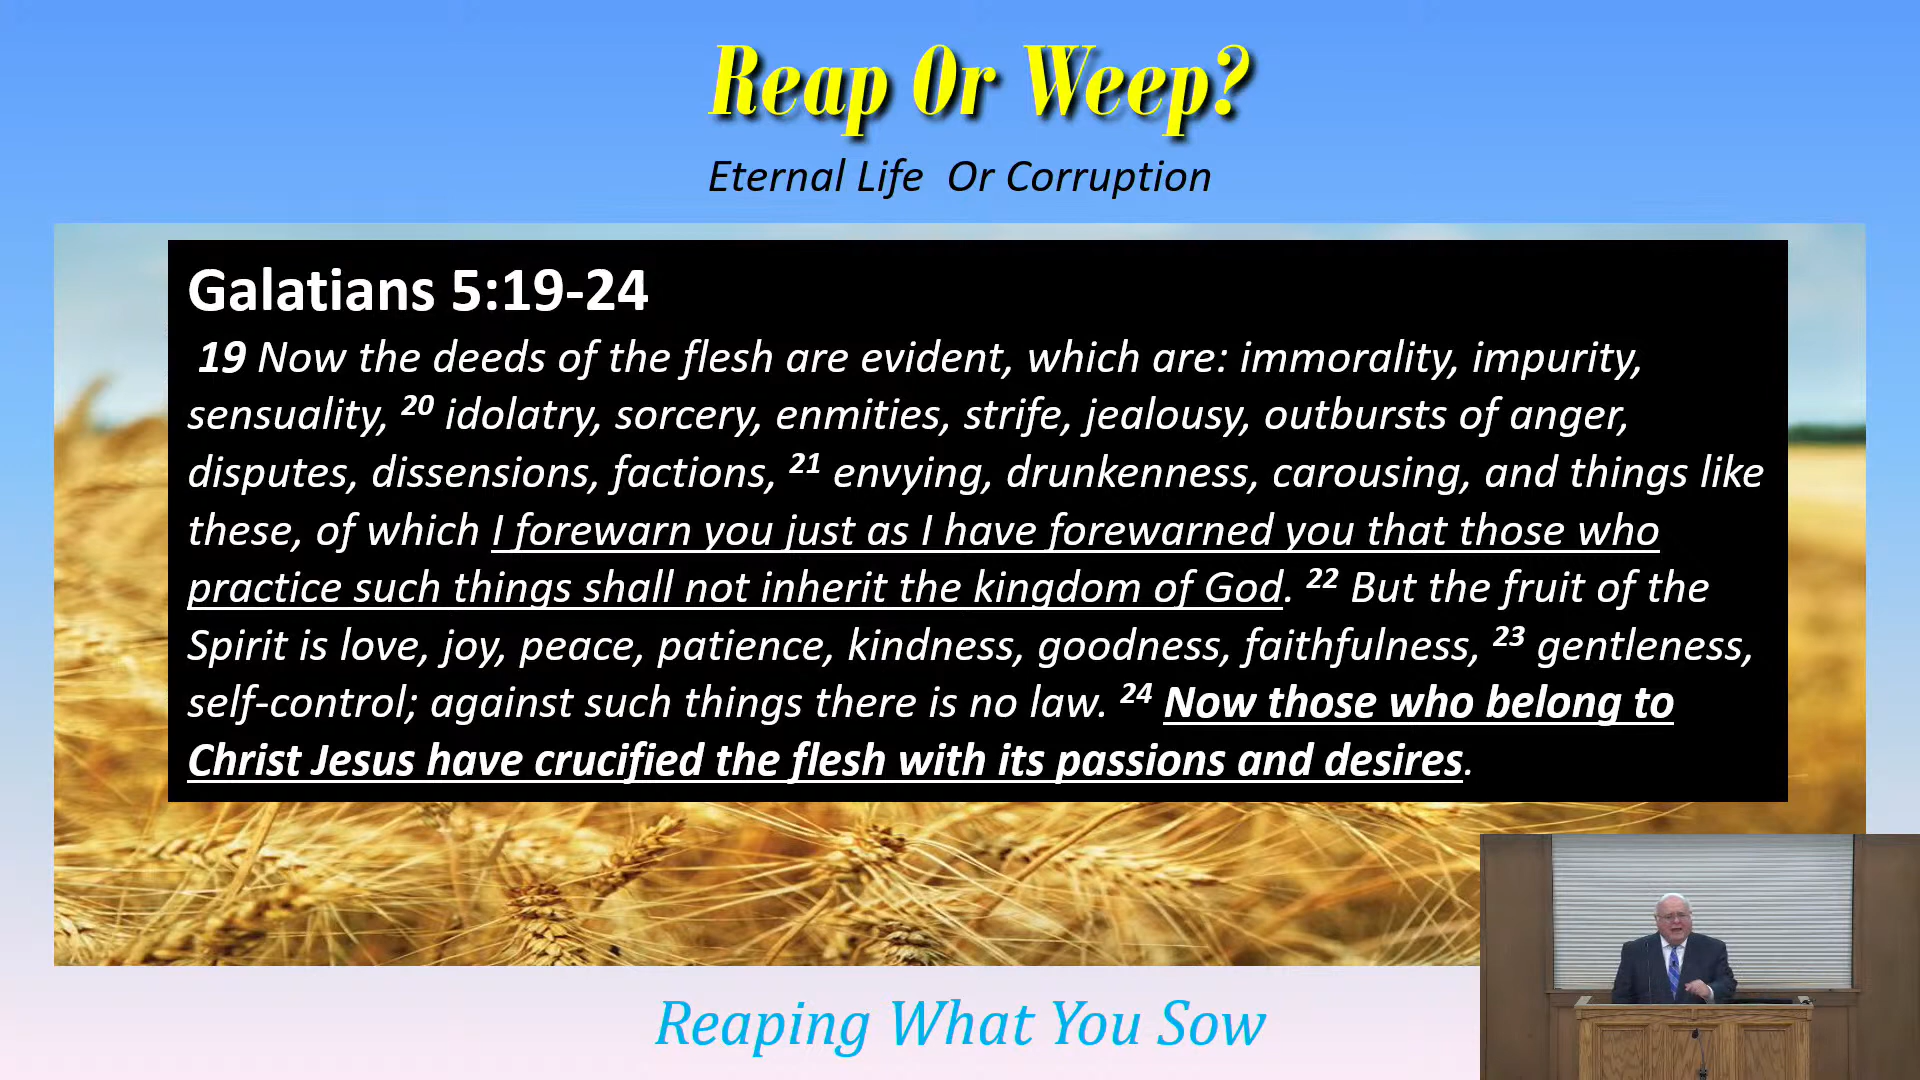 Reap Or Weep?
Eternal Life Or Corruption
Galatians 5:19-24
19 Now the deeds of the flesh are evident, which are: immorality, impurity,
sensuality, 20 idolatry, sorcery, enmities, strife, jealousy, outbursts of anger,
disputes, dissensions, factions, 21 envying, drunkenness, carousing, and things like
these, of which I forewarn you just as I have forewarned you that those who
practice such things shall not inherit the kingdom of God. 22 But the fruit of the
Spirit is love, joy, peace, patience, kindness, goodness, faithfulness, 23 gentleness,
self-control; against such things there is no law. 24 Now those who belong to
Christ Jesus have crucified the flesh with its passions and desires.
Reaping What You Sow